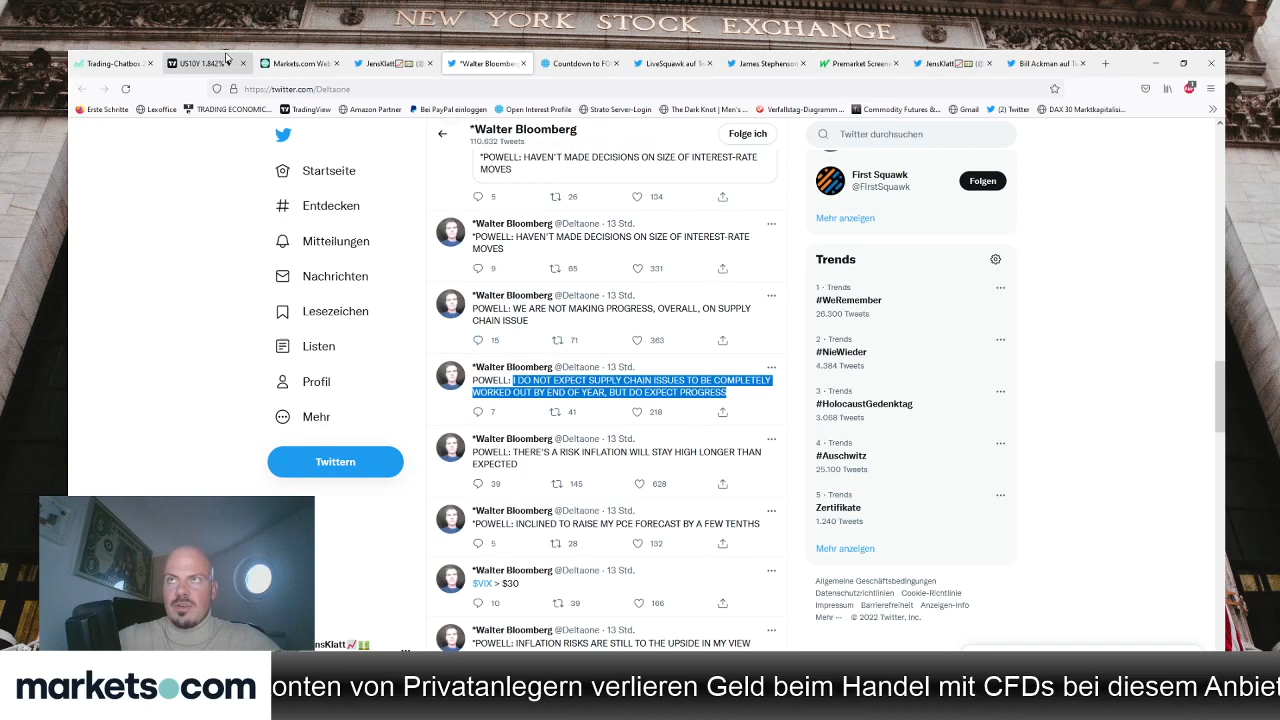 NEW YORK STOCK EXCHANGE
Trading-Chatbox
US10Y 1.842%
Markets.com Web
JensKlatt
*Walter Bloomberg
Countdown to FO
LiveSquawk auf Tw
James Stephenson
Premarket Screene
JensKlatt
Bill Ackman auf T
https://twitter.com/Deltaone
Erste Schritte
Lexoffice
TRADING ECONOMIC...
TradingView
Amazon Partner
Bei PayPal einloggen
Open Interest Profile
Strato Server-Login
The Dark Knot | Men's ...
Verfallstag-Diagramm ...
Commodity Futures &...
Gmail
(2) Twitter
DAX 30 Marktkapitalisi...
*Walter Bloomberg
110.632 Tweets
Folge ich
Twitter durchsuchen
Startseite
Entdecken
Mitteilungen
Nachrichten
Lesezeichen
Listen
Profil
Mehr
Twittern
*POWELL: HAVEN'T MADE DECISIONS ON SIZE OF INTEREST-RATE
MOVES
5 26 134
*Walter Bloomberg @Deltaone · 13 Std.
*POWELL: HAVEN'T MADE DECISIONS ON SIZE OF INTEREST-RATE
MOVES
9 65 331
*Walter Bloomberg @Deltaone · 13 Std.
POWELL: WE ARE NOT MAKING PROGRESS, OVERALL, ON SUPPLY
CHAIN ISSUE
15 71 363
*Walter Bloomberg @Deltaone · 13 Std.
POWELL: I DO NOT EXPECT SUPPLY CHAIN ISSUES TO BE COMPLETELY
WORKED OUT BY END OF YEAR, BUT DO EXPECT PROGRESS
7 41 218
*Walter Bloomberg @Deltaone · 13 Std.
POWELL: THERE'S A RISK INFLATION WILL STAY HIGH LONGER THAN
EXPECTED
39 145 628
*Walter Bloomberg @Deltaone · 13 Std.
*POWELL: INCLINED TO RAISE MY PCE FORECAST BY A FEW TENTHS
5 28 132
*Walter Bloomberg @Deltaone · 13 Std.
$VIX > $30
10 39 166
*Walter Bloomberg @Deltaone · 13 Std.
*POWELL: INFLATION RISKS ARE STILL TO THE UPSIDE IN MY VIEW
First Squawk
@FirstSquawk
Folgen
Mehr anzeigen
Trends
1 · Trends
#WeRemember
26.300 Tweets
2 · Trends
#NieWieder
4.384 Tweets
3 · Trends
#HolocaustGedenktag
3.068 Tweets
4 · Trends
#Auschwitz
25.100 Tweets
5 · Trends
Zertifikate
1.240 Tweets
Mehr anzeigen
Allgemeine Geschäftsbedingungen
Datenschutzrichtlinien Cookie-Richtlinie
Impressum Barrierefreiheit Anzeigen-Info
Mehr ··· © 2022 Twitter, Inc.
nsKlatt
markets.com
onten von Privatanlegern verlieren Geld beim Handel mit CFDs bei diesem Anbiet